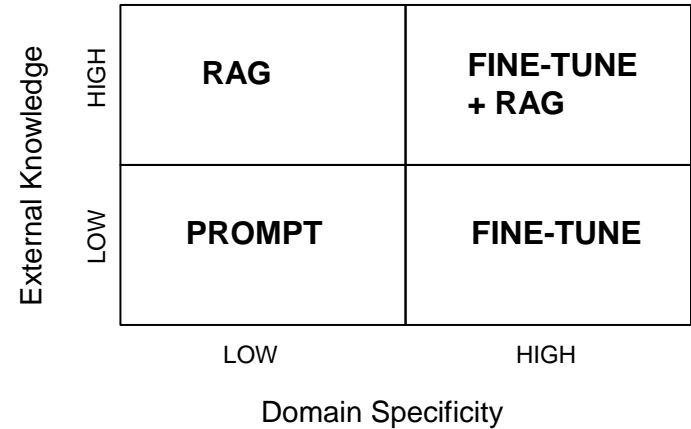 External Knowledge
HIGH
RAG
FINE-TUNE
+ RAG
LOW
PROMPT
FINE-TUNE
LOW
HIGH
Domain Specificity